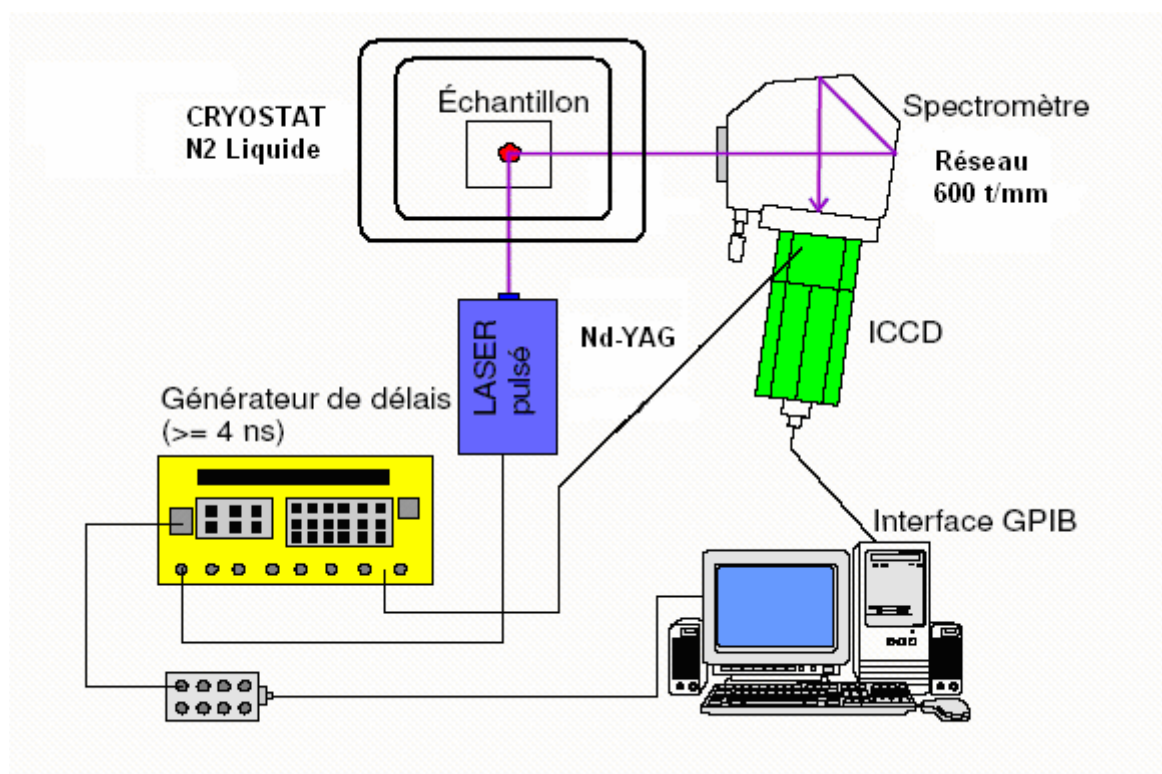 CRYOSTAT
N2 Liquide
Échantillon
Spectromètre
Réseau
600 t/mm
LASER
pulsé
Nd-YAG
ICCD
Générateur de délais
(>= 4 ns)
Interface GPIB